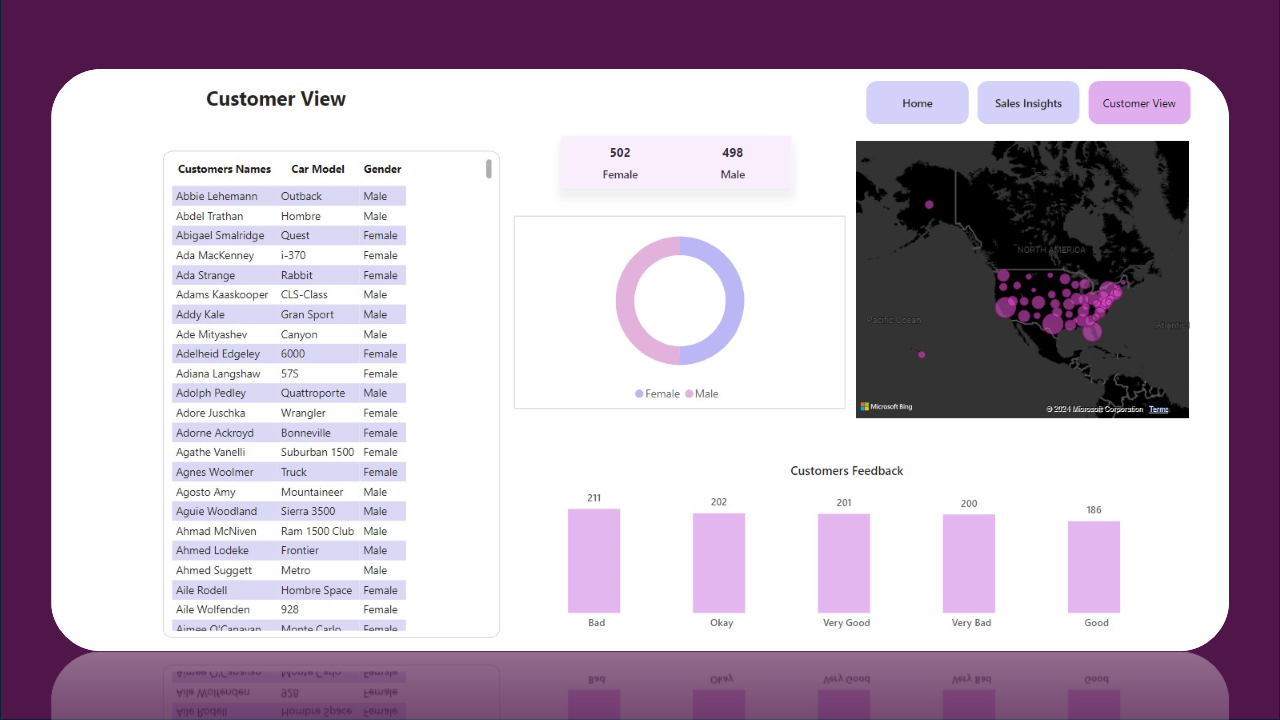 Customer View
Home
Sales Insights
Customer View
Customers Names Car Model Gender
Abbie Lehemann Outback Male
Abdel Trathan Hombre Male
Abigael Smalridge Quest Female
Ada MacKenney i-370 Female
Ada Strange Rabbit Female
Adams Kaaskooper CLS-Class Male
Addy Kale Gran Sport Male
Ade Mityashev Canyon Male
Adelheid Edgeley 6000 Female
Adiana Langshaw 57S Female
Adolph Pedley Quattroporte Male
Adore Juschka Wrangler Female
Adorne Ackroyd Bonneville Female
Agathe Vanelli Suburban 1500 Female
Agnes Woolmer Truck Female
Agosto Amy Mountaineer Male
Aguie Woodland Sierra 3500 Male
Ahmad McNiven Ram 1500 Club Male
Ahmed Lodeke Frontier Male
Ahmed Suggett Metro Male
Aile Rodell Hombre Space Female
Aile Wolfenden 928 Female
Aimee O'Canavan Monte Carlo Female
502 498
Female Male
Female Male
NORTH AMERICA
Pacific Ocean
Atlantic
Microsoft Bing
© 2024 Microsoft Corporation Terms
Customers Feedback
211 202 201 200 186
Bad Okay Very Good Very Bad Good